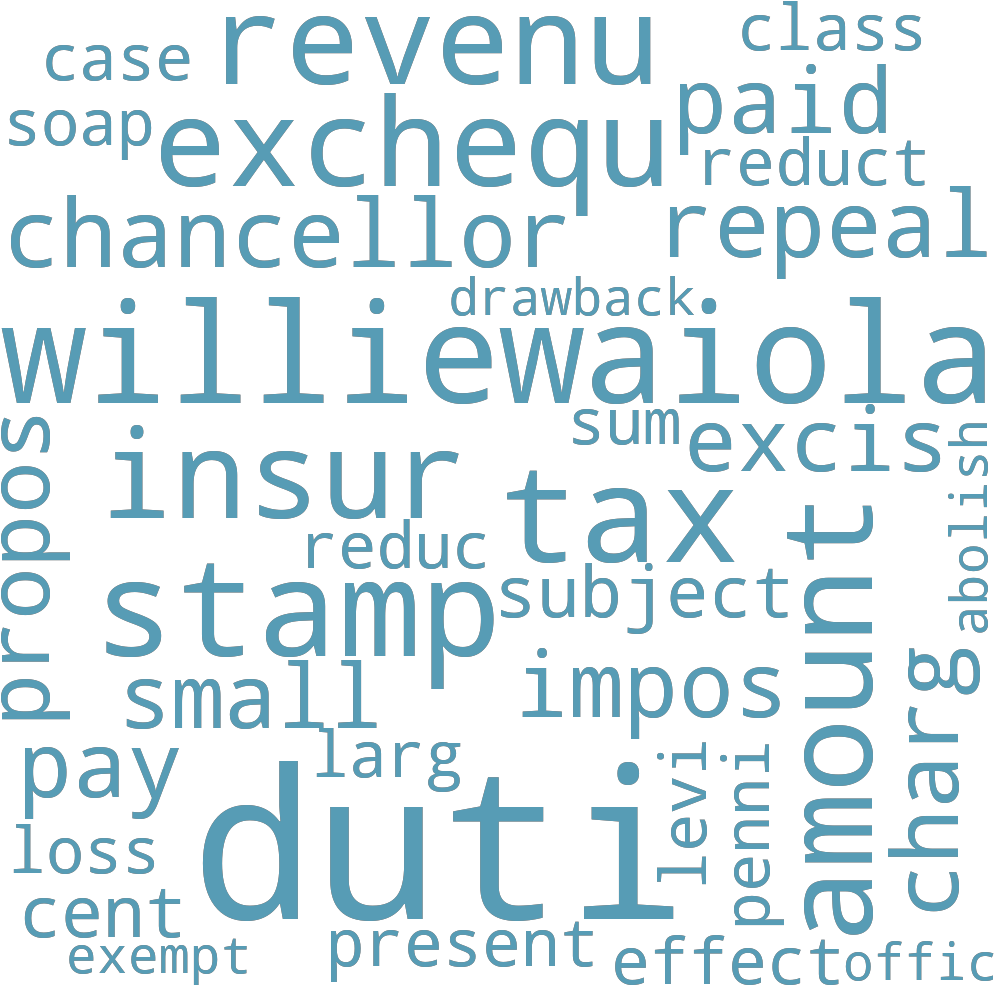 revenu
class
case
paid
soap
exchequ
reduct
chancellor
repeal
drawback
williewaiola
sum
excis
propos
insur
tax
abolish
reduc
amount
stamp
subject
charg
small
impos
pay
larg
levi
penni
duti
loss
cent
present
exempt
effect
offic